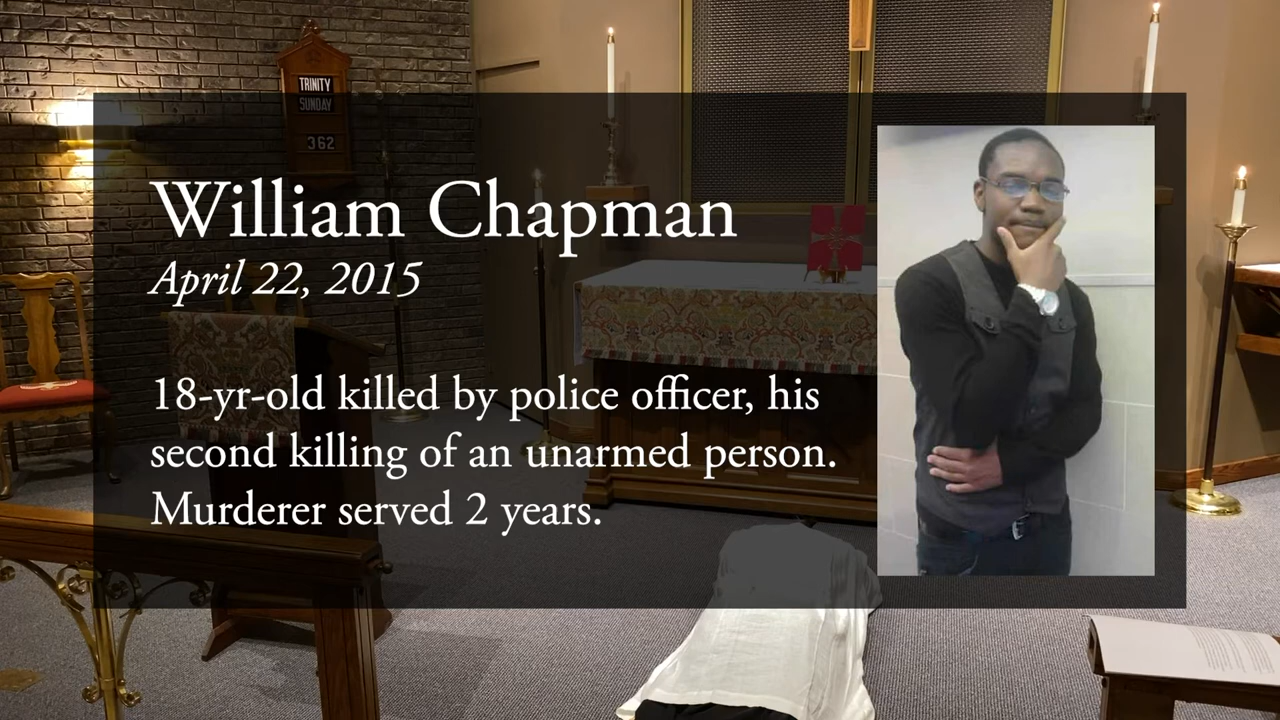 TRINITY
SUNDAY
362
William Chapman
April 22, 2015
18-yr-old killed by police officer, his
second killing of an unarmed person.
Murderer served 2 years.